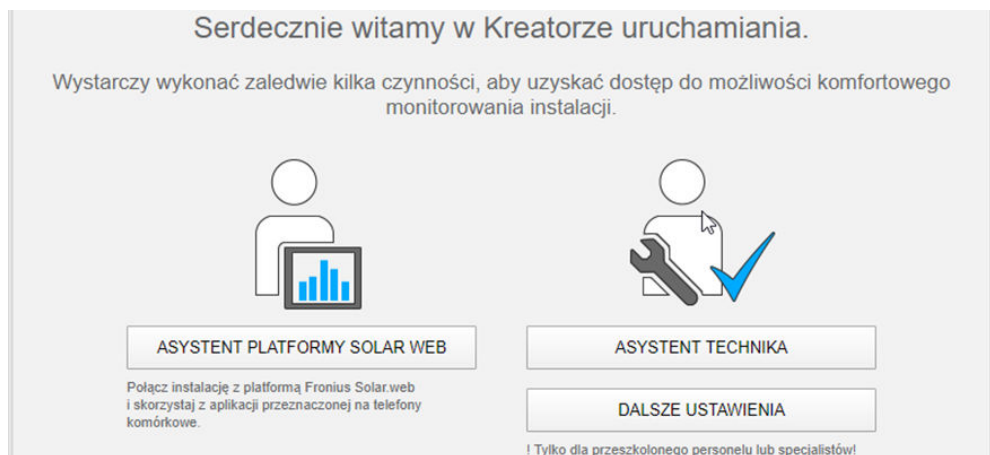 Serdecznie witamy w Kreatorze uruchamiania.
Wystarczy wykonać zaledwie kilka czynności, aby uzyskać dostęp do możliwości komfortowego
monitorowania instalacji.
ASYSTENT PLATFORMY SOLAR WEB
Połącz instalację z platformą Fronius Solar.web
i skorzystaj z aplikacji przeznaczonej na telefony
komórkowe.
ASYSTENT TECHNIKA
DALSZE USTAWIENIA
! Tylko dla przeszkolonego personelu lub specjalistów!